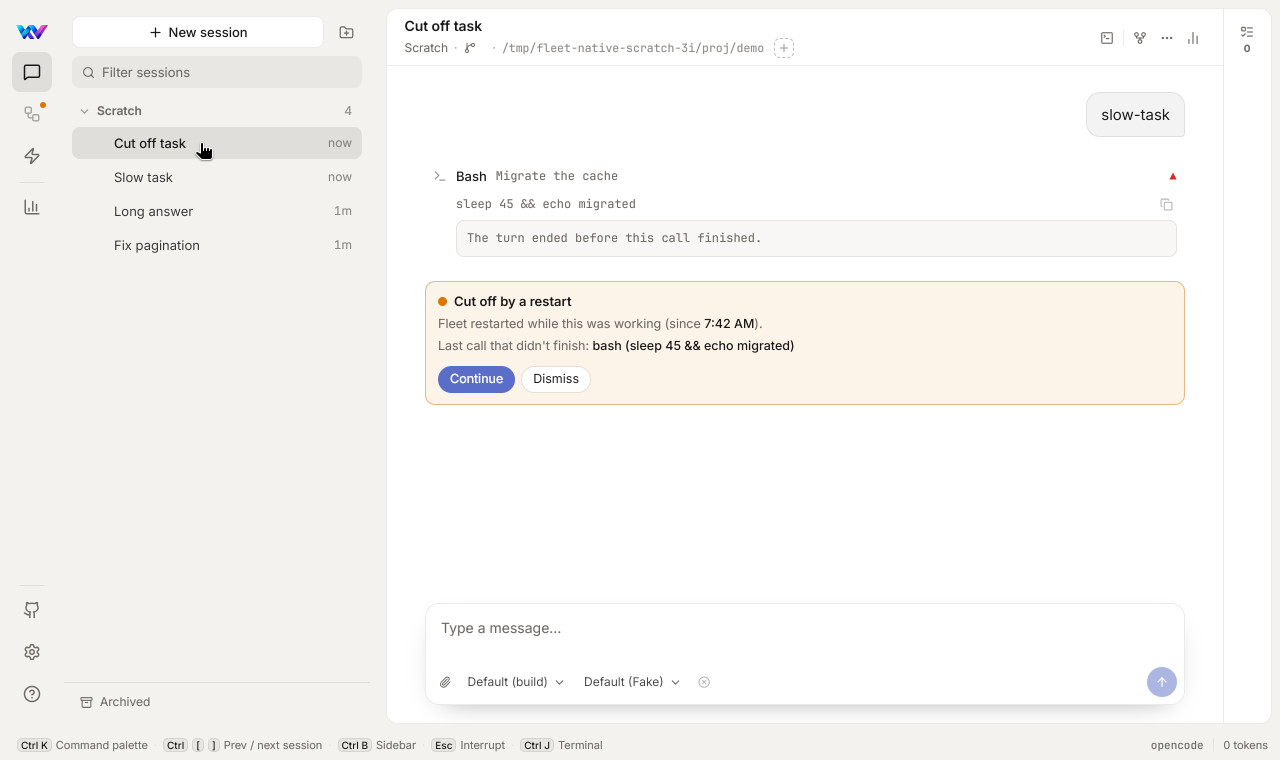 New session
Filter sessions
Scratch 4
Cut off task now
Slow task now
Long answer 1m
Fix pagination 1m
Archived
Cut off task
Scratch · · /tmp/fleet-native-scratch-3i/proj/demo
0
slow-task
Bash Migrate the cache
sleep 45 && echo migrated
The turn ended before this call finished.
Cut off by a restart
Fleet restarted while this was working (since 7:42 AM).
Last call that didn't finish: bash (sleep 45 && echo migrated)
Continue Dismiss
Type a message...
Default (build) Default (Fake)
Ctrl K Command palette · Ctrl [ ] Prev / next session · Ctrl B Sidebar · Esc Interrupt · Ctrl J Terminal opencode 0 tokens